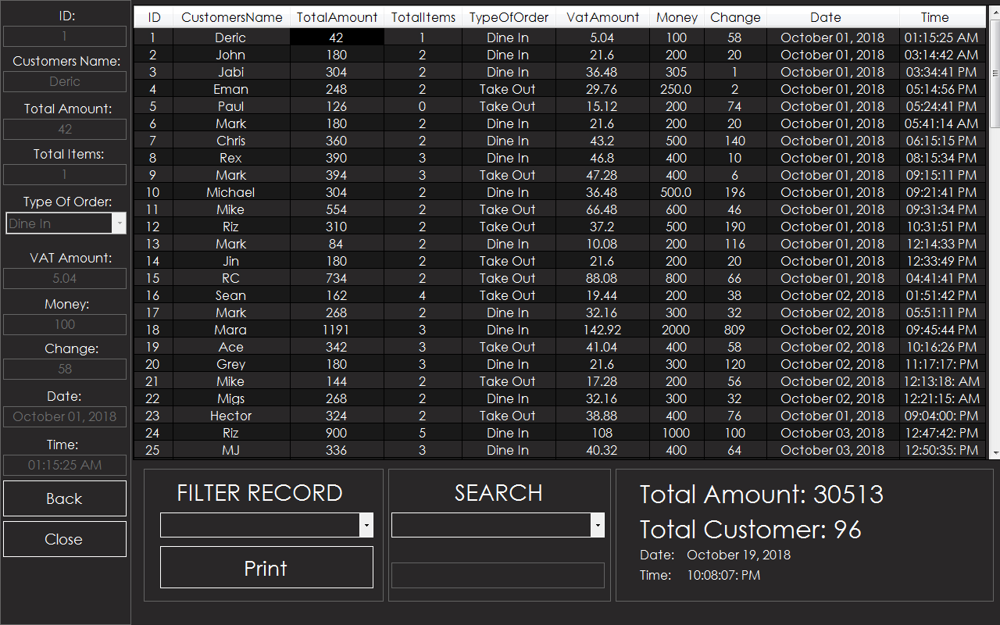 ID:
1
Customers Name:
Deric
Total Amount:
42
Total Items:
1
Type Of Order:
Dine In
VAT Amount:
5.04
Money:
100
Change:
58
Date:
October 01, 2018
Time:
01:15:25 AM
Back
Close
ID CustomersName TotalAmount TotalItems TypeOfOrder VatAmount Money Change Date Time
1 Deric 42 1 Dine In 5.04 100 58 October 01, 2018 01:15:25 AM
2 John 180 2 Dine In 21.6 200 20 October 01, 2018 03:14:42 AM
3 Jabi 304 2 Dine In 36.48 305 1 October 01, 2018 03:34:41 PM
4 Eman 248 2 Take Out 29.76 250.0 2 October 01, 2018 05:14:56 PM
5 Paul 126 0 Take Out 15.12 200 74 October 01, 2018 05:24:41 PM
6 Mark 180 2 Dine In 21.6 200 20 October 01, 2018 05:41:14 AM
7 Chris 360 2 Dine In 43.2 500 140 October 01, 2018 06:15:15 PM
8 Rex 390 3 Dine In 46.8 400 10 October 01, 2018 08:15:34 PM
9 Mark 394 3 Take Out 47.28 400 6 October 01, 2018 09:15:11 PM
10 Michael 304 2 Dine In 36.48 500.0 196 October 01, 2018 09:21:41 PM
11 Mike 554 2 Take Out 66.48 600 46 October 01, 2018 09:31:34 PM
12 Riz 310 2 Dine In 37.2 500 190 October 01, 2018 10:31:51 PM
13 Mark 84 2 Dine In 10.08 200 116 October 01, 2018 12:14:33 PM
14 Jin 180 2 Take Out 21.6 200 20 October 01, 2018 12:33:49 PM
15 RC 734 2 Take Out 88.08 800 66 October 01, 2018 04:41:41 PM
16 Sean 162 4 Take Out 19.44 200 38 October 02, 2018 01:51:42 PM
17 Mark 268 2 Dine In 32.16 300 32 October 02, 2018 05:51:11 PM
18 Mara 1191 3 Dine In 142.92 2000 809 October 02, 2018 09:45:44 PM
19 Ace 342 3 Take Out 41.04 400 58 October 02, 2018 10:16:26 PM
20 Grey 180 3 Dine In 21.6 300 120 October 02, 2018 11:17:17: PM
21 Mike 144 2 Take Out 17.28 200 56 October 02, 2018 12:13:18: AM
22 Migs 268 2 Dine In 32.16 300 32 October 02, 2018 12:21:15: AM
23 Hector 324 2 Take Out 38.88 400 76 October 02, 2018 09:04:00: PM
24 Riz 900 5 Dine In 108 1000 100 October 03, 2018 12:47:42: PM
25 MJ 336 3 Dine In 40.32 400 64 October 03, 2018 12:50:35: PM
FILTER RECORD
Print
SEARCH
Total Amount: 30513
Total Customer: 96
Date: October 19, 2018
Time: 10:08:07: PM